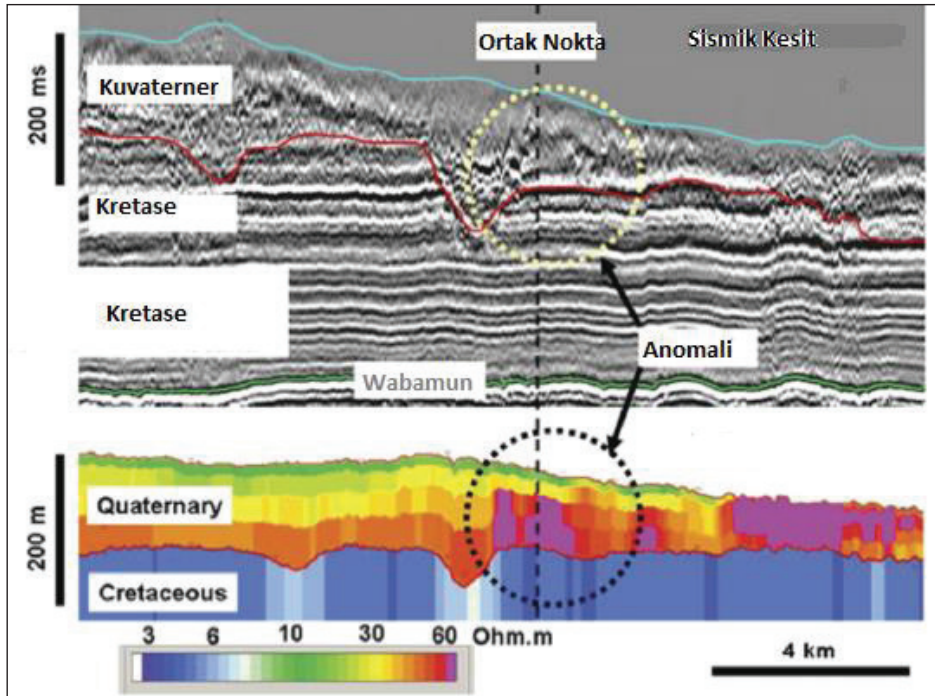 Ortak Nokta
Sismik Kesit
200 ms
Kuvaterner
Kretase
Kretase
Anomali
Wabamun
200 m
Quaternary
Cretaceous
3 6 10 30 60 Ohm.m
4 km